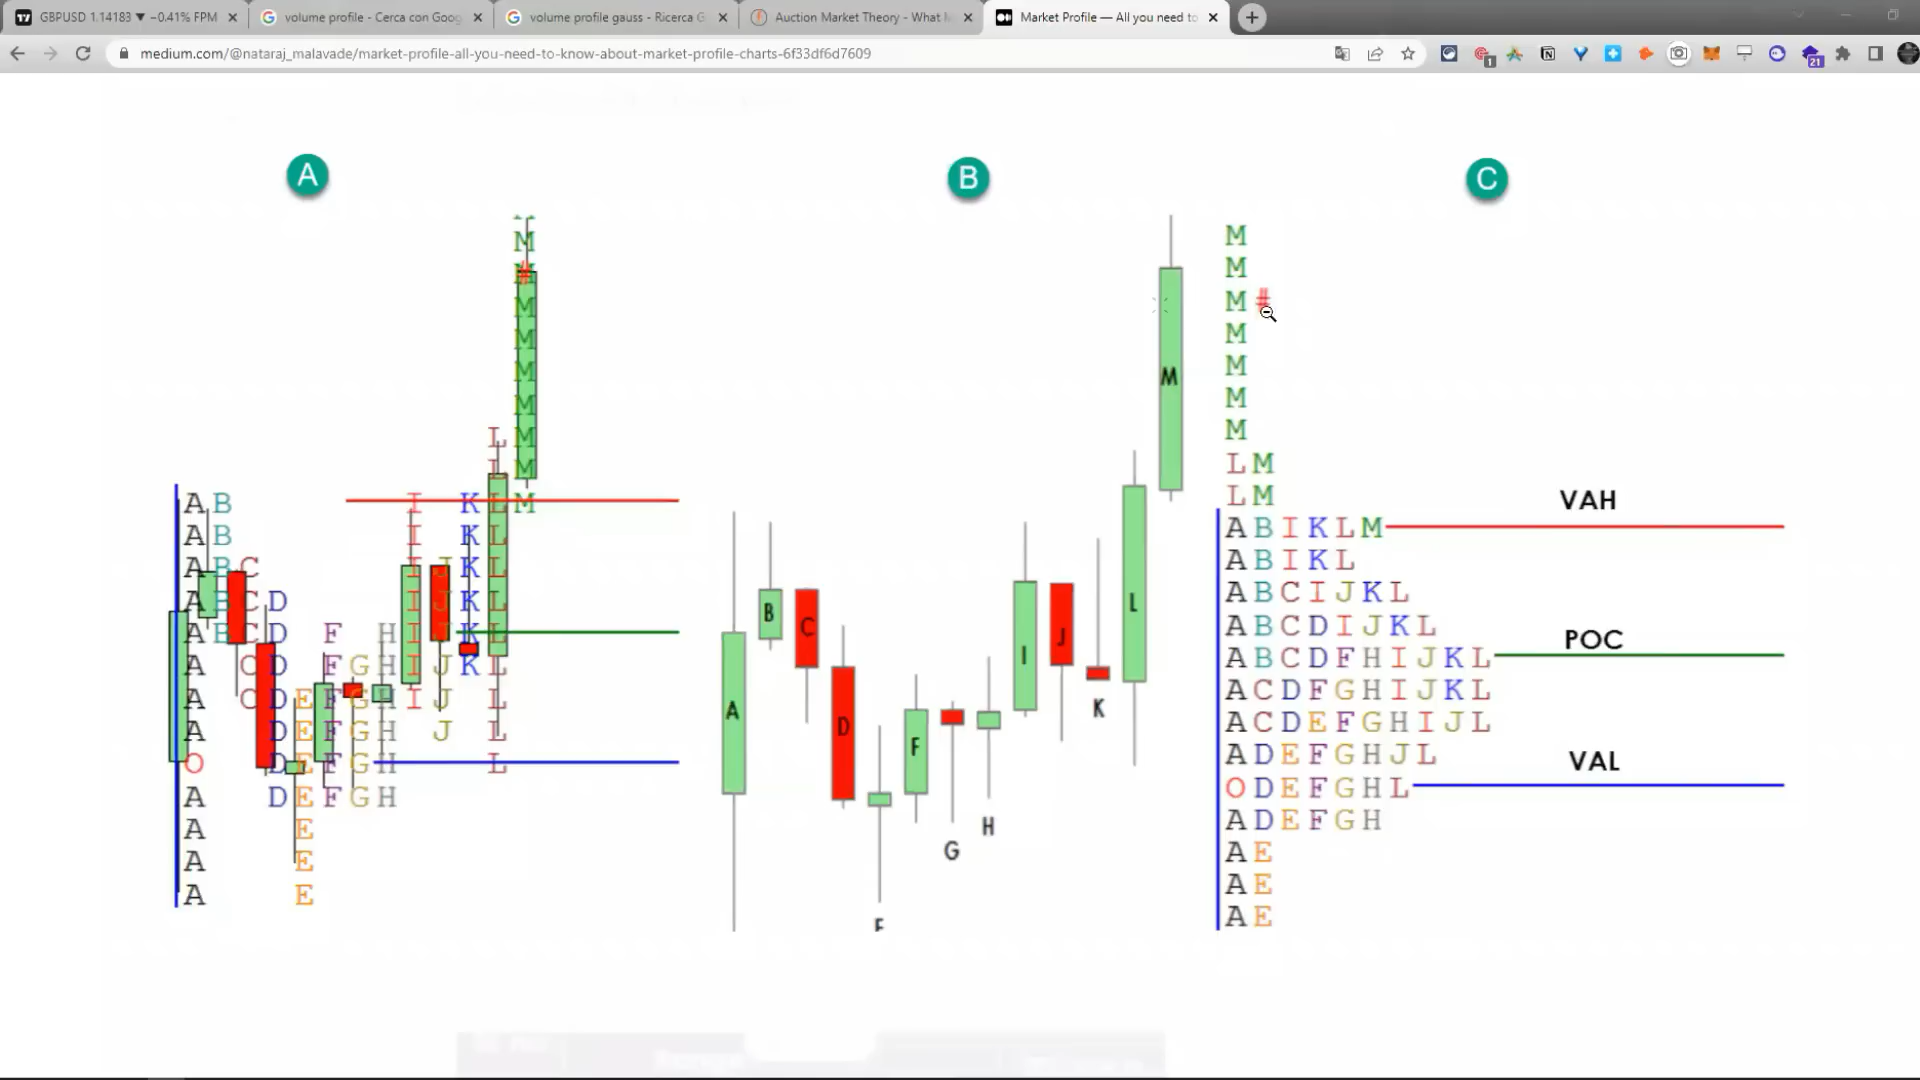 GBPUSD 1.14183 ▼ −0.41% FPM
volume profile - Cerca con Goog
volume profile gauss - Ricerca G
Auction Market Theory - What
Market Profile — All you need to
medium.com/@nataraj_malavade/market-profile-all-you-need-to-know-about-market-profile-charts-6f33df6d7609
1
21
A
B
C
M
M #
M
M
M
M
L M
L M
A B I K L M
A B I K L
A B C I J K L
A B C D I J K L
A B F H I J K L
A C F G H I J K L
A C D E F G H I J L
A D E F G H J L
O D E F G H L
A D E F G H
A E
A E
A E
A
B
C
D
E
F
G
H
I
J
K
L
M
M
M
M #
M
M
M
M
L M
L M
A B I K L M
VAH
A B I K L
A B C I J K L
A B C D I J K L
A B C D F H I J K L
POC
A C D F G H I J K L
A C D E F G H I J L
A D E F G H J L
O D E F G H L
VAL
A D E F G H
A E
A E
A E